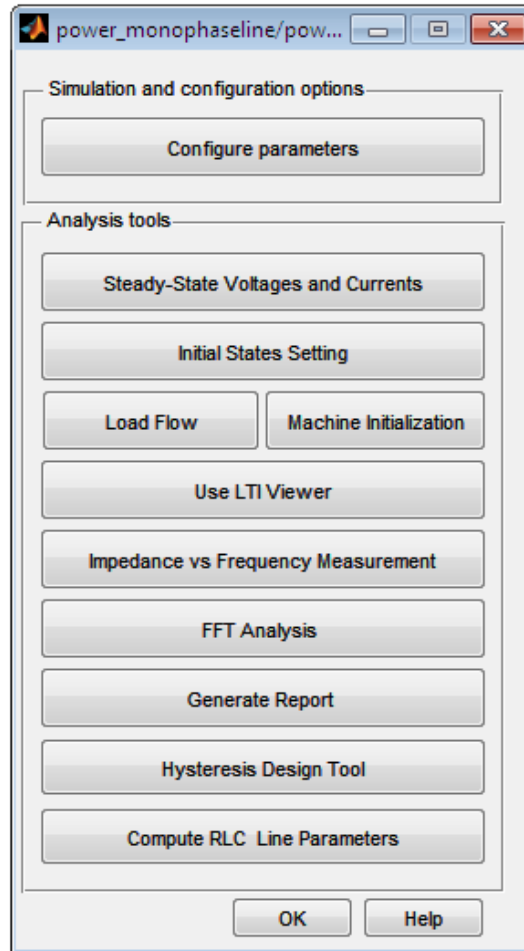 power_monophaseline/pow...
Simulation and configuration options
Configure parameters
Analysis tools
Steady-State Voltages and Currents
Initial States Setting
Load Flow Machine Initialization
Use LTI Viewer
Impedance vs Frequency Measurement
FFT Analysis
Generate Report
Hysteresis Design Tool
Compute RLC  Line Parameters
OK Help